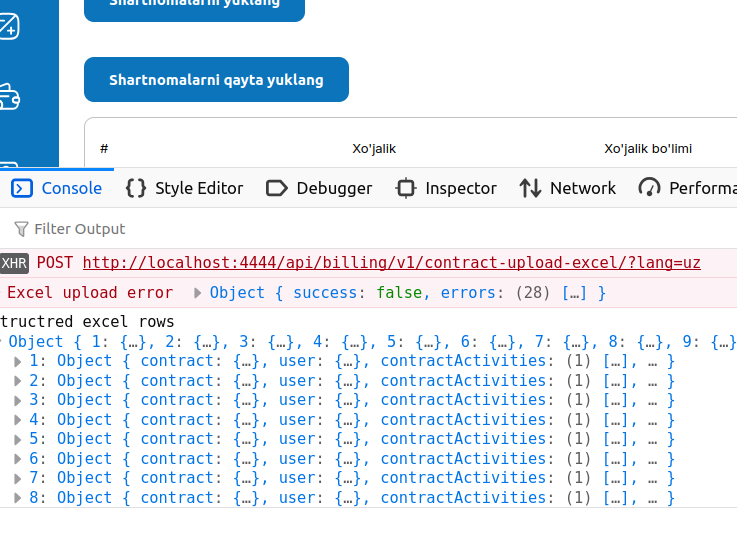 Shartnomalarni yuklang
Shartnomalarni qayta yuklang
# Xo'jalik Xo'jalik bo'limi
Console Style Editor Debugger Inspector Network Performa
Filter Output
XHR POST http://localhost:4444/api/billing/v1/contract-upload-excel/?lang=uz
Excel upload error Object { success: false, errors: (28) […] }
tructred excel rows
Object { 1: {…}, 2: {…}, 3: {…}, 4: {…}, 5: {…}, 6: {…}, 7: {…}, 8: {…}, 9: {…}
1: Object { contract: {…}, user: {…}, contractActivities: (1) […], … }
2: Object { contract: {…}, user: {…}, contractActivities: (1) […], … }
3: Object { contract: {…}, user: {…}, contractActivities: (1) […], … }
4: Object { contract: {…}, user: {…}, contractActivities: (1) […], … }
5: Object { contract: {…}, user: {…}, contractActivities: (1) […], … }
6: Object { contract: {…}, user: {…}, contractActivities: (1) […], … }
7: Object { contract: {…}, user: {…}, contractActivities: (1) […], … }
8: Object { contract: {…}, user: {…}, contractActivities: (1) […], … }